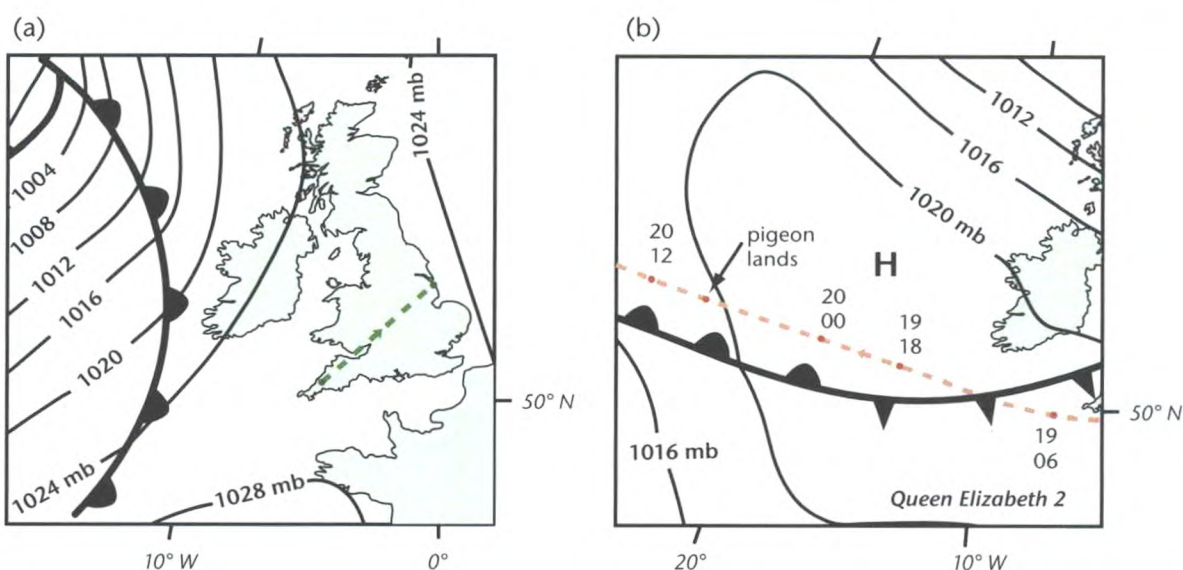 (a)
1024 mb
1004
1008
1012
1016
1020
1024 mb
1028 mb
50° N
10° W
0°
(b)
1012
1016
1020 mb
20
12
pigeon
lands
H
20
00
19
18
1016 mb
19
06
50° N
Queen Elizabeth 2
20°
10° W